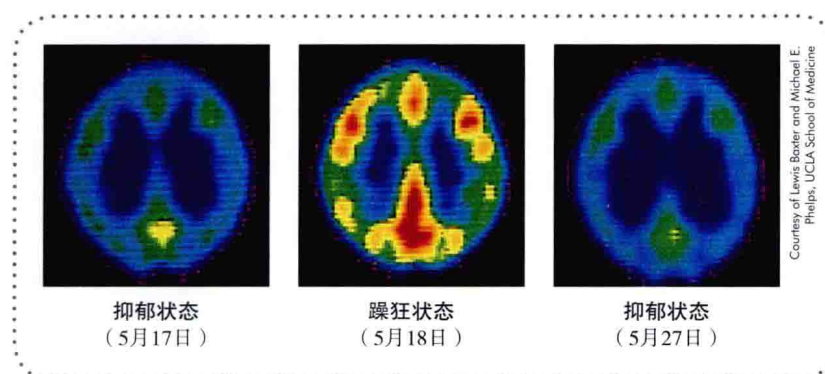 抑郁状态
（5月17日）
躁狂状态
（5月18日）
抑郁状态
（5月27日）
Courtesy of Lewis Baxter and Michael E.
Phelps, UCLA School of Medicine